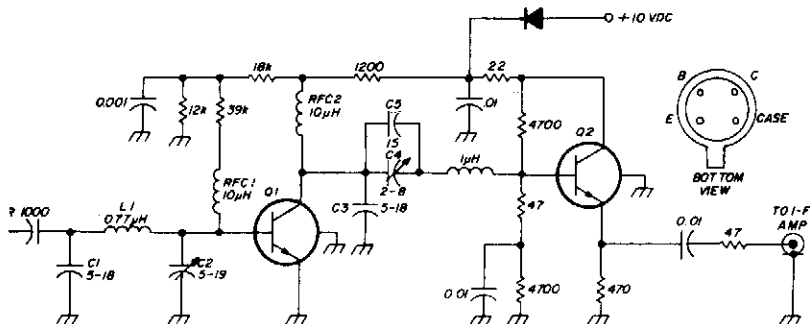 +10 VDC
18k
1200
22
0.001
12k
39k
RFC2
10µH
C5
15
C4
2-8
.01
4700
Q2
B
C
E
CASE
BOTTOM
VIEW
RFC1
10µH
Q1
1µH
C3
5-18
47
1000
L1
0.77µH
C1
5-18
C2
5-19
0.01
4700
470
0.01
47
TO I-F
AMP